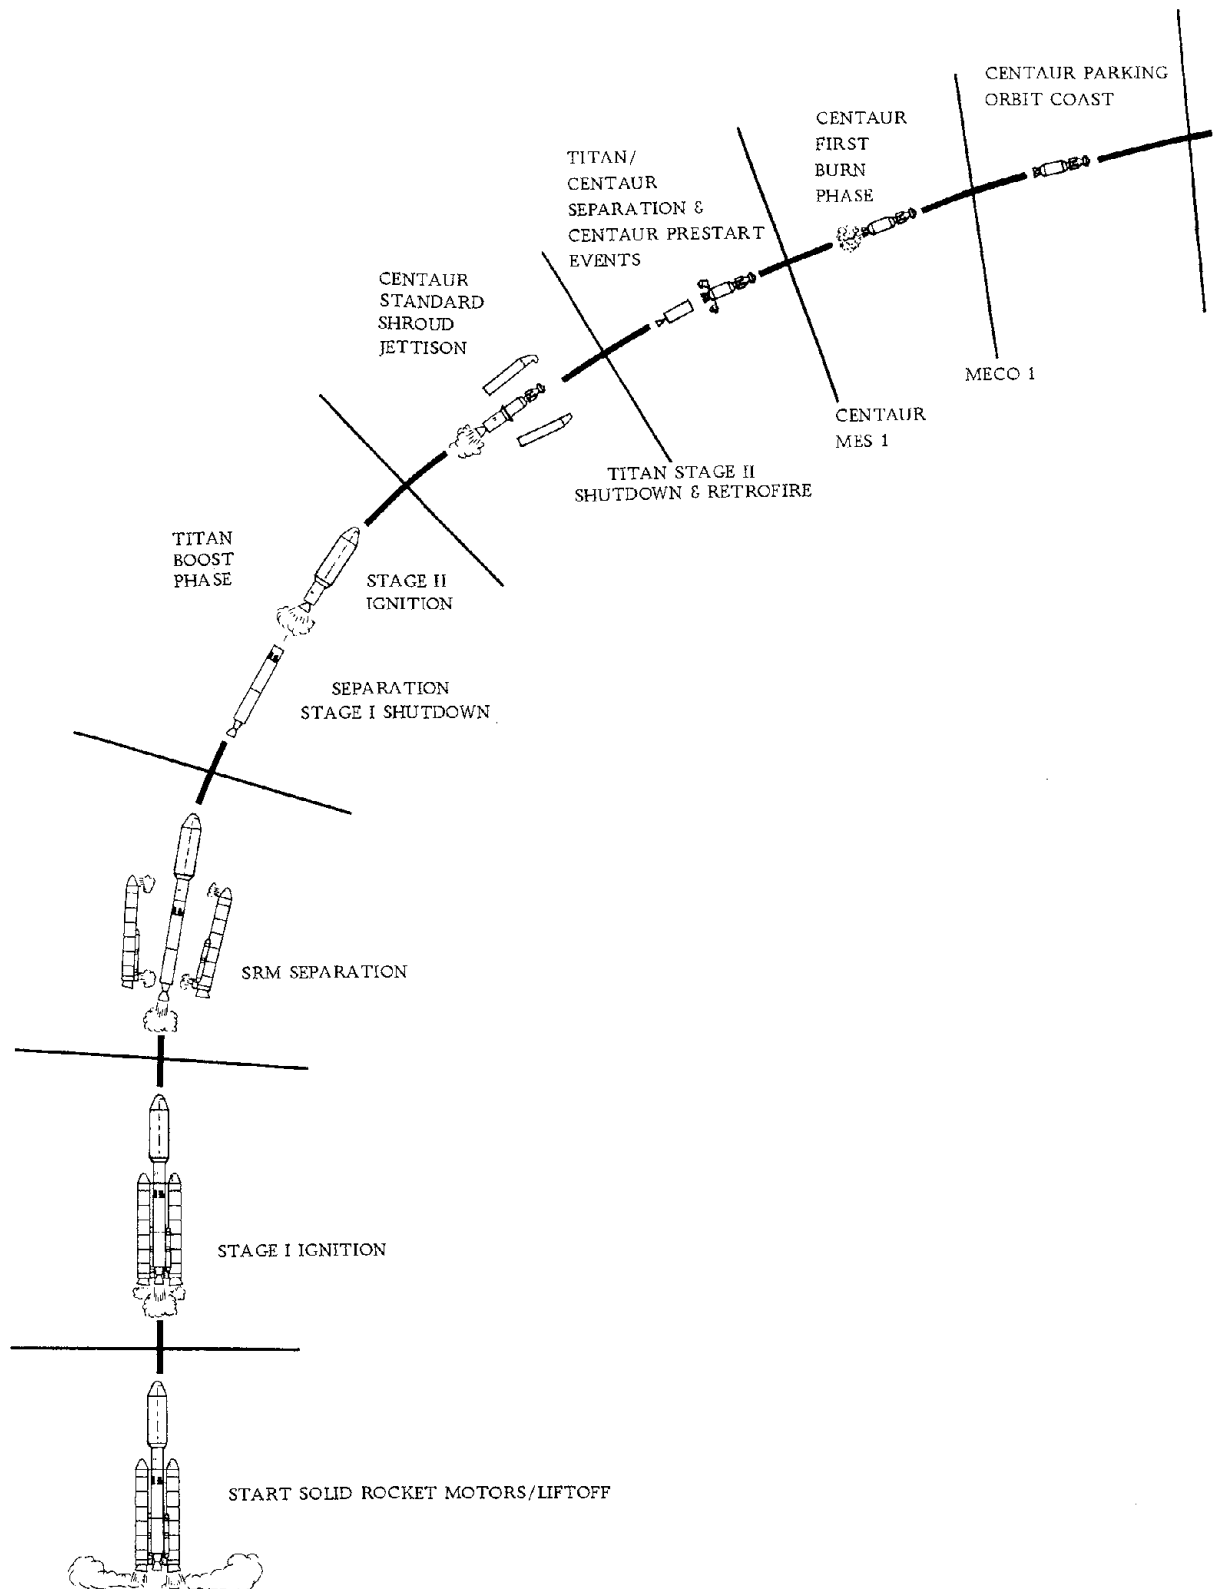 CENTAUR PARKING
ORBIT COAST
CENTAUR
FIRST
BURN
PHASE
TITAN/
CENTAUR
SEPARATION &
CENTAUR PRESTART
EVENTS
CENTAUR
STANDARD
SHROUD
JETTISON
MECO 1
CENTAUR
MES 1
TITAN STAGE II
SHUTDOWN & RETROFIRE
TITAN
BOOST
PHASE
STAGE II
IGNITION
SEPARATION
STAGE I SHUTDOWN
SRM SEPARATION
STAGE I IGNITION
START SOLID ROCKET MOTORS/LIFTOFF